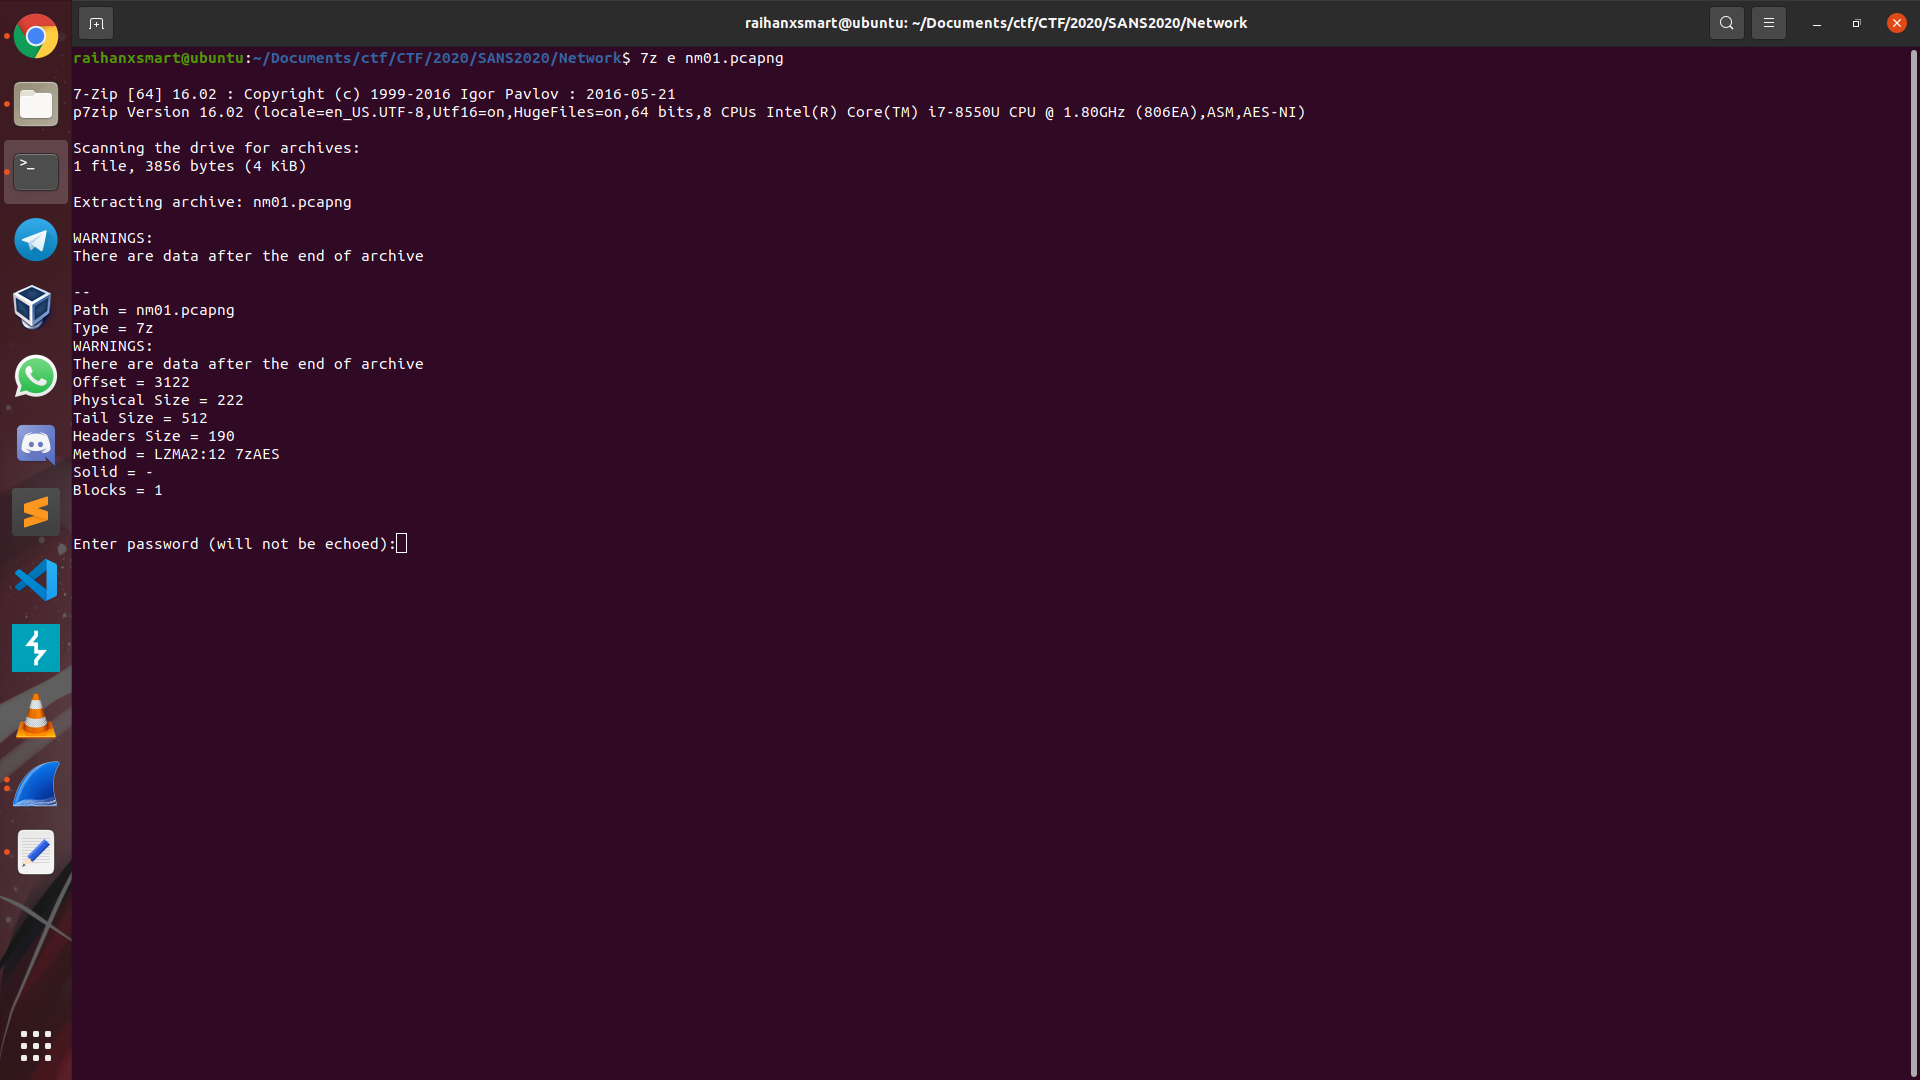 raihanxsmart@ubuntu: ~/Documents/ctf/CTF/2020/SANS2020/Network
raihanxsmart@ubuntu:~/Documents/ctf/CTF/2020/SANS2020/Network$ 7z e nm01.pcapng
7-Zip [64] 16.02 : Copyright (c) 1999-2016 Igor Pavlov : 2016-05-21
p7zip Version 16.02 (locale=en_US.UTF-8,Utf16=on,HugeFiles=on,64 bits,8 CPUs Intel(R) Core(TM) i7-8550U CPU @ 1.80GHz (806EA),ASM,AES-NI)
Scanning the drive for archives:
1 file, 3856 bytes (4 KiB)
Extracting archive: nm01.pcapng
WARNINGS:
There are data after the end of archive
--
Path = nm01.pcapng
Type = 7z
WARNINGS:
There are data after the end of archive
Offset = 3122
Physical Size = 222
Tail Size = 512
Headers Size = 190
Method = LZMA2:12 7zAES
Solid = -
Blocks = 1
Enter password (will not be echoed):